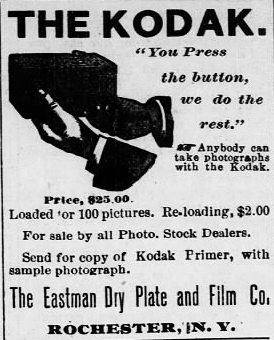 THE KODAK.
"You Press
the button,
we do the
rest."
☞ Anybody can
take photographs
with the Kodak.
Price, $25.00.
Loaded for 100 pictures. Re-loading, $2.00
For sale by all Photo. Stock Dealers.
Send for copy of Kodak Primer, with
sample photograph.
The Eastman Dry Plate and Film Co.
ROCHESTER, N. Y.